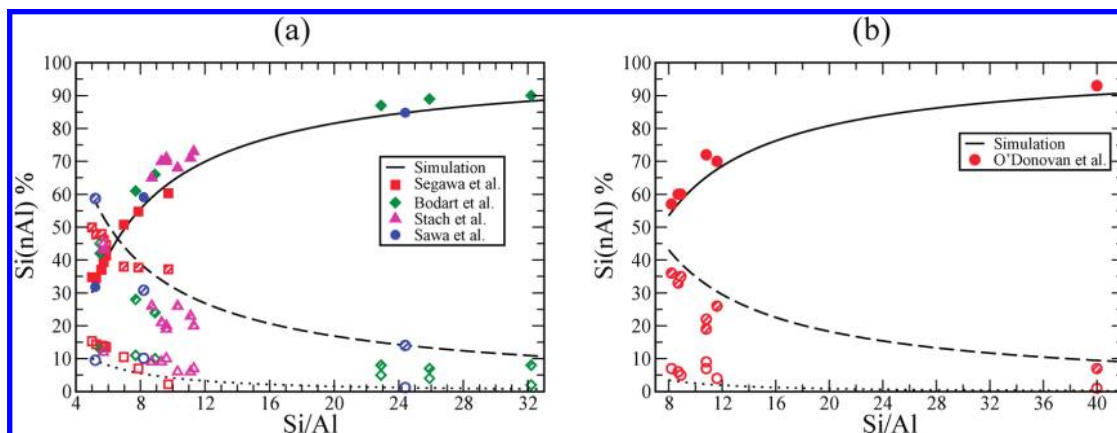 (a)
(b)
100
90
80
70
60
50
40
30
20
10
0
Si(nAl) %
4 8 12 16 20 24 28 32
Si/Al
Simulation
Segawa et al.
Bodart et al.
Stach et al.
Sawa et al.
100
90
80
70
60
50
40
30
20
10
0
Si(nAl) %
8 12 16 20 24 28 32 36 40
Si/Al
Simulation
O'Donovan et al.